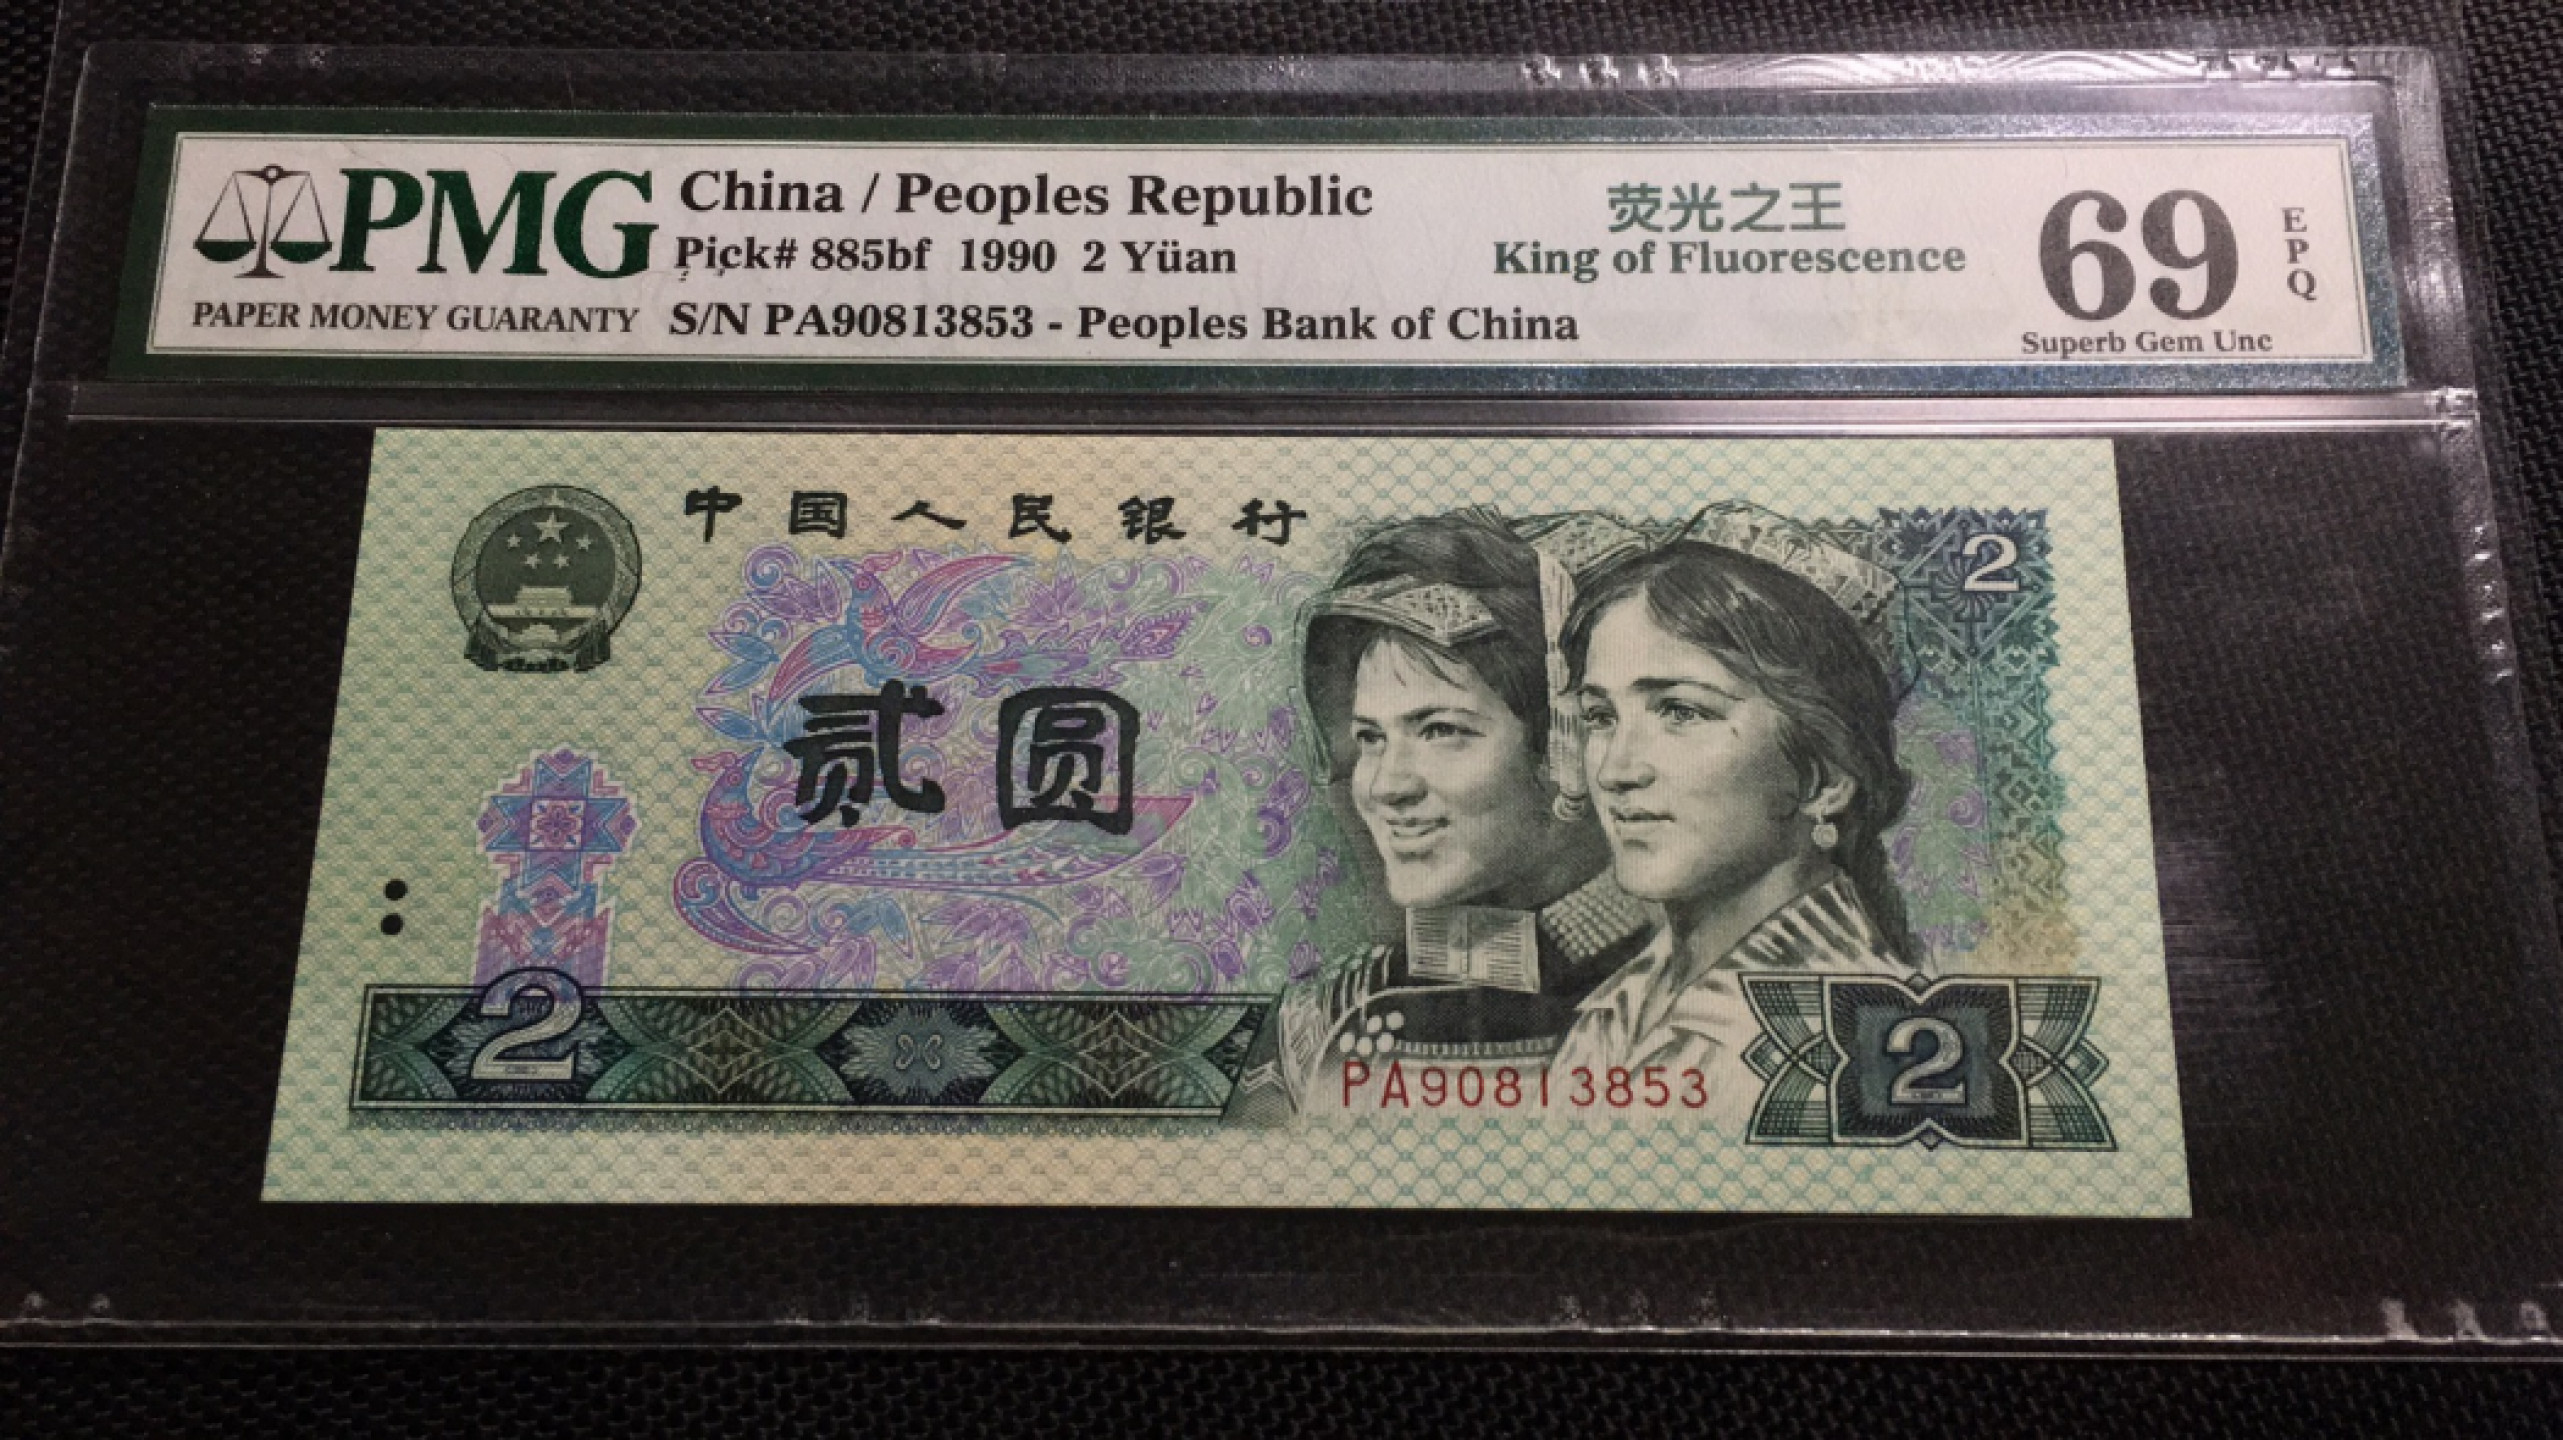 PMG
PAPER MONEY GUARANTY
China / Peoples Republic
Pick# 885bf 1990 2 Yüan
S/N PA90813853 - Peoples Bank of China
荧光之王
King of Fluorescence
69
EPQ
Superb Gem Unc
中国人民银行
2
贰圆
2
PA90813853
2